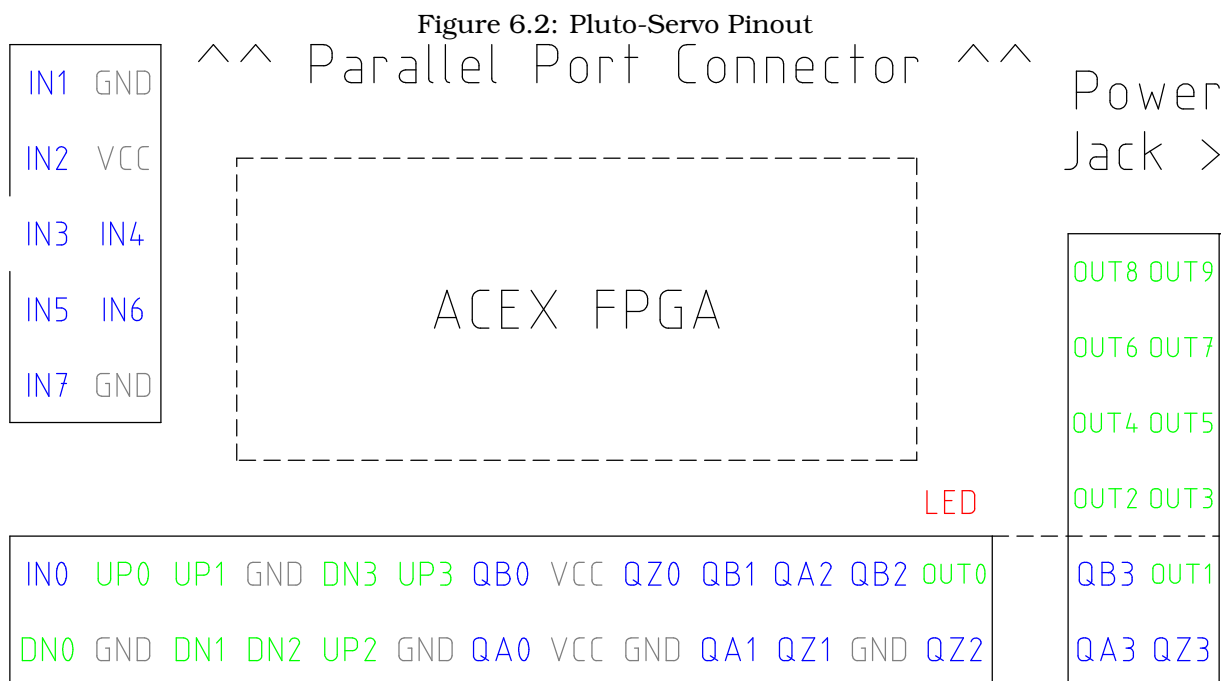 Figure 6.2: Pluto-Servo Pinout
^^ Parallel Port Connector ^^
Power
Jack >
IN1 GND
IN2 VCC
IN3 IN4
IN5 IN6
IN7 GND
ACEX FPGA
OUT8 OUT9
OUT6 OUT7
OUT4 OUT5
OUT2 OUT3
LED
IN0 UP0 UP1 GND DN3 UP3 QB0 VCC QZ0 QB1 QA2 QB2 OUT0
DN0 GND DN1 DN2 UP2 GND QA0 VCC GND QA1 QZ1 GND QZ2
QB3 OUT1
QA3 QZ3